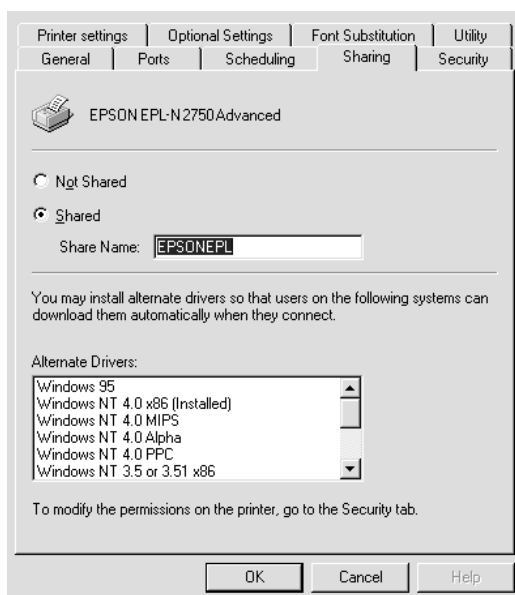 Printer settings Optional Settings Font Substitution Utility
General Ports Scheduling Sharing Security
EPSON EPL-N2750 Advanced
Not Shared
Shared
Share Name: EPSONEPL
You may install alternate drivers so that users on the following systems can
download them automatically when they connect.
Alternate Drivers:
Windows 95
Windows NT 4.0 x86 (Installed)
Windows NT 4.0 MIPS
Windows NT 4.0 Alpha
Windows NT 4.0 PPC
Windows NT 3.5 or 3.51 x86
To modify the permissions on the printer, go to the Security tab.
OK Cancel Help